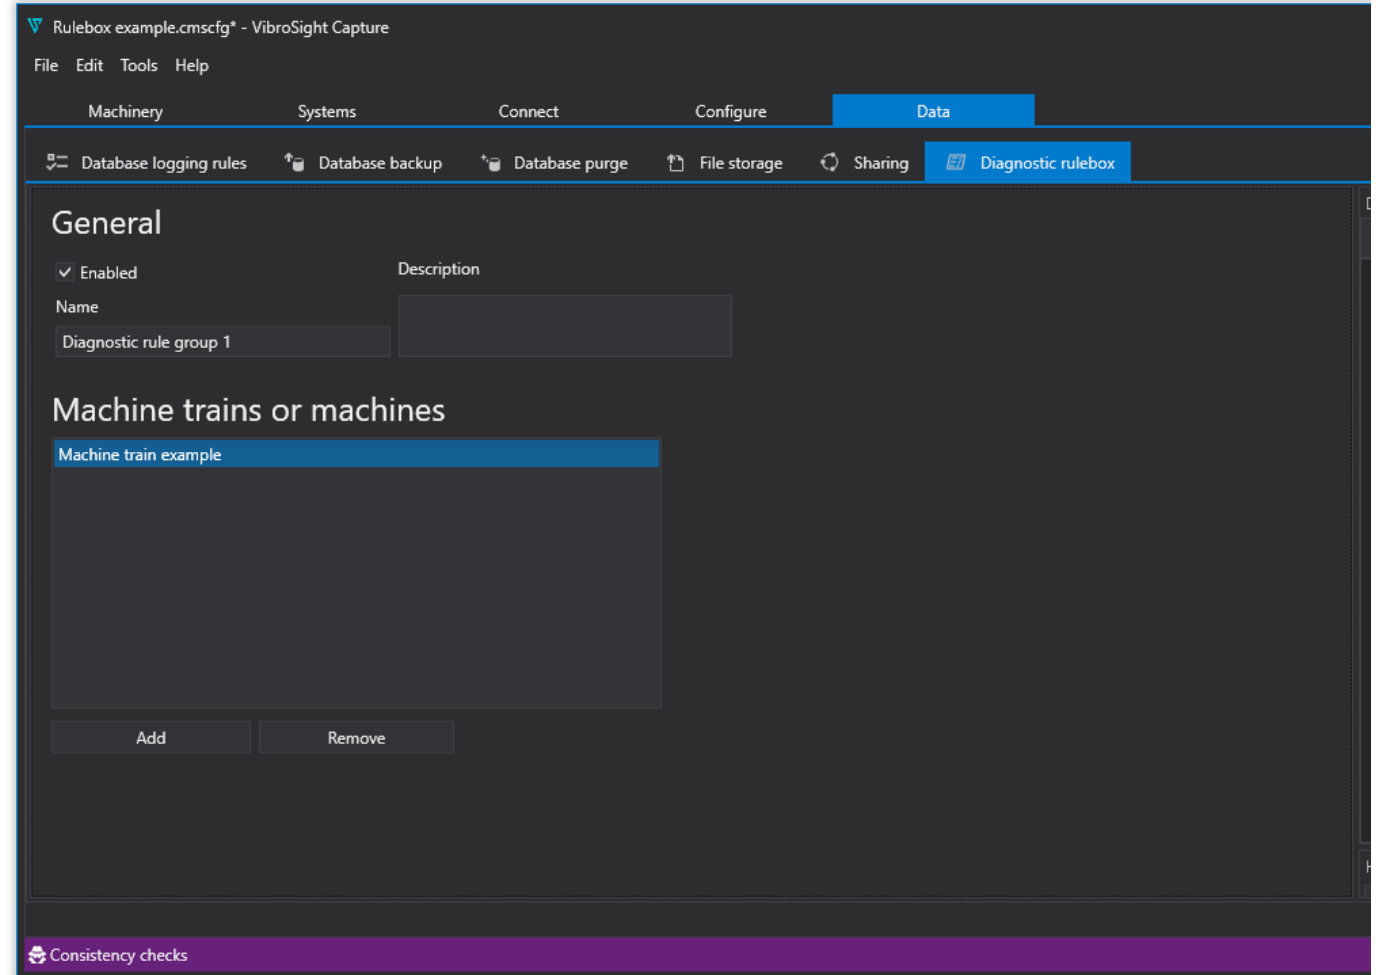 Rulebox example.cmscfg* - VibroSight Capture
File Edit Tools Help
Machinery Systems Connect Configure Data
Database logging rules Database backup Database purge File storage Sharing Diagnostic rulebox
General
Enabled Description
Name
Diagnostic rule group 1
Machine trains or machines
Machine train example
Add Remove
Consistency checks